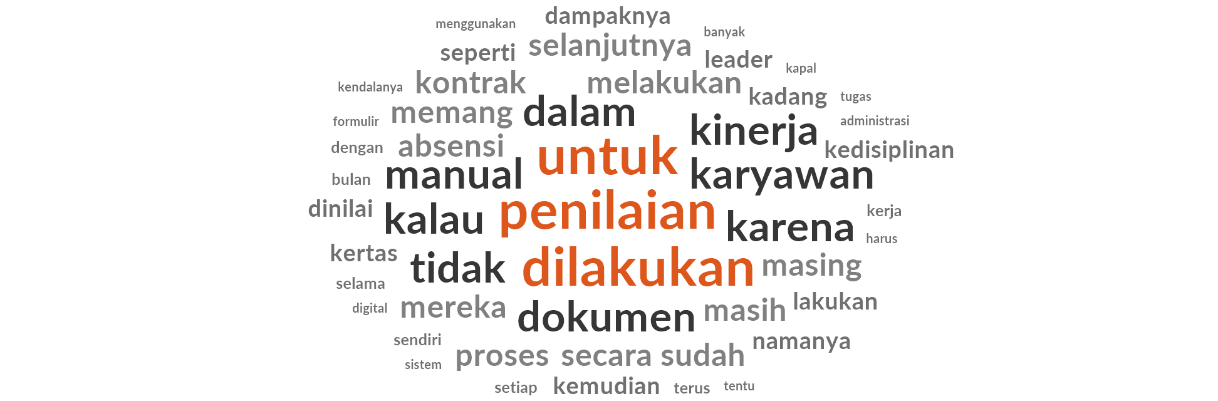 menggunakan dampaknya
banyak
seperti selanjutnya leader
kapal
kendalanya kontrak melakukan
kadang tugas
memang dalam
formulir kinerja administrasi
dengan absensi untuk kedisiplinan
bulan manual karyawan
dinilai kalau penilaian karena kerja
harus
kertas tidak dilakukan masing
selama
digital mereka dokumen masih lakukan
sendiri namanya
sistem proses secara sudah
setiap kemudian terus tentu